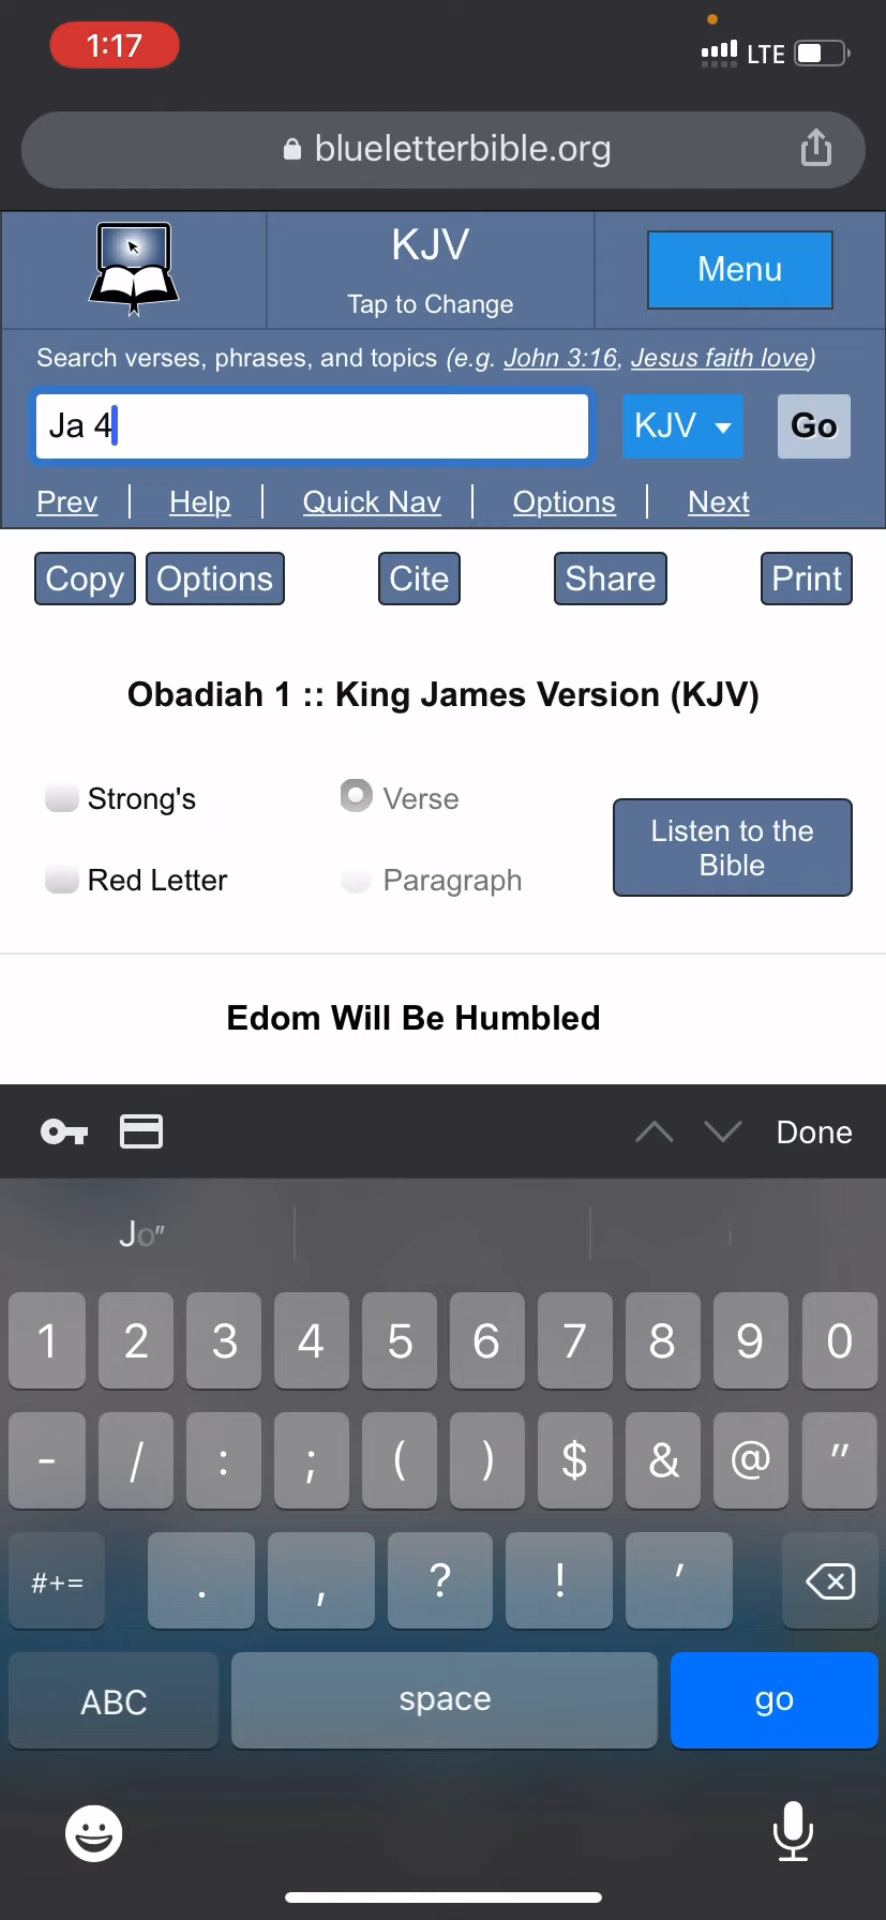 1:17
LTE
blueletterbible.org
KJV
Tap to Change
Menu
Search verses, phrases, and topics (e.g. John 3:16, Jesus faith love)
Ja 4
KJV
Go
Prev | Help | Quick Nav | Options | Next
Copy Options Cite Share Print
Obadiah 1 :: King James Version (KJV)
Strong's
Verse
Listen to the
Bible
Red Letter
Paragraph
Edom Will Be Humbled
Done
Jo"
1 2 3 4 5 6 7 8 9 0
- / : ; ( ) $ & @ "
#+= . , ? ! '
ABC space go